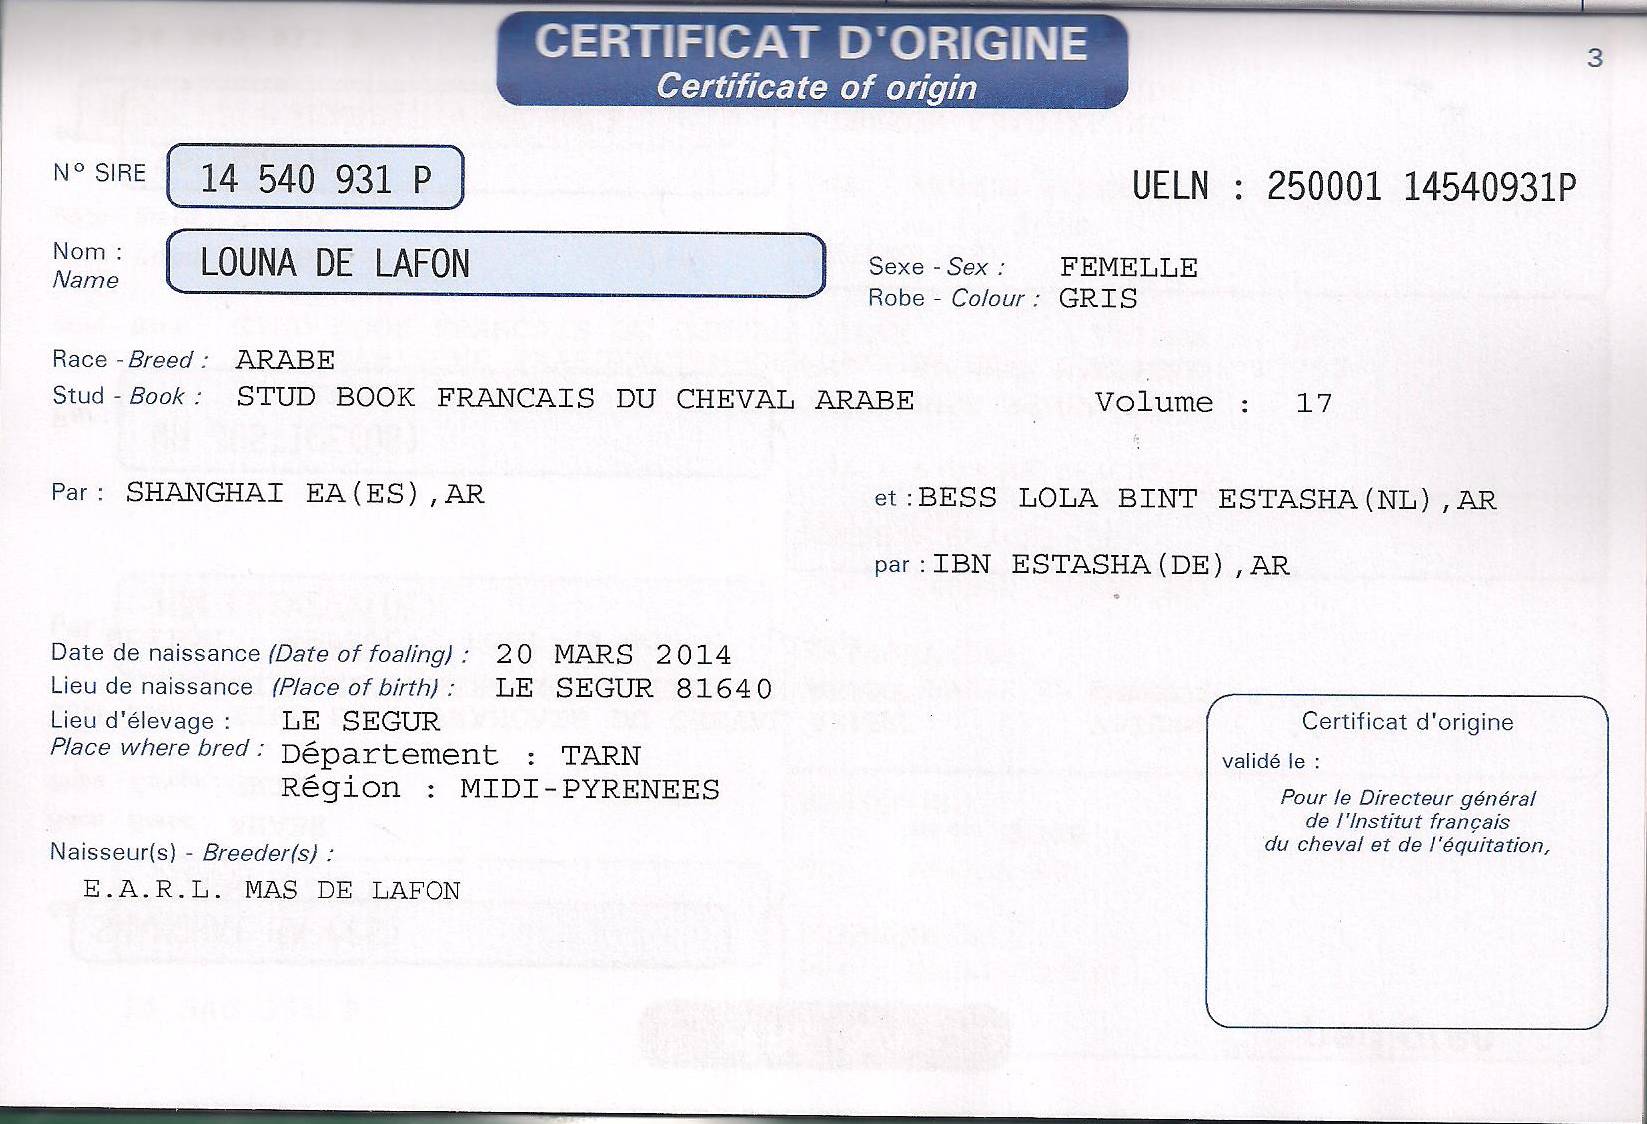 CERTIFICAT D'ORIGINE
Certificate of origin
3
N° SIRE 14 540 931 P
UELN : 250001 14540931P
Nom : LOUNA DE LAFON
Name
Sexe - Sex : FEMELLE
Robe - Colour : GRIS
Race - Breed : ARABE
Stud - Book : STUD BOOK FRANCAIS DU CHEVAL ARABE Volume : 17
Par : SHANGHAI EA(ES),AR
et : BESS LOLA BINT ESTASHA(NL),AR
par : IBN ESTASHA(DE),AR
Date de naissance (Date of foaling) : 20 MARS 2014
Lieu de naissance (Place of birth) : LE SEGUR 81640
Lieu d'élevage : LE SEGUR
Place where bred : Département : TARN
Région : MIDI-PYRENEES
Naisseur(s) - Breeder(s) :
E.A.R.L. MAS DE LAFON
Certificat d'origine
validé le :
Pour le Directeur général
de l'Institut français
du cheval et de l'équitation,